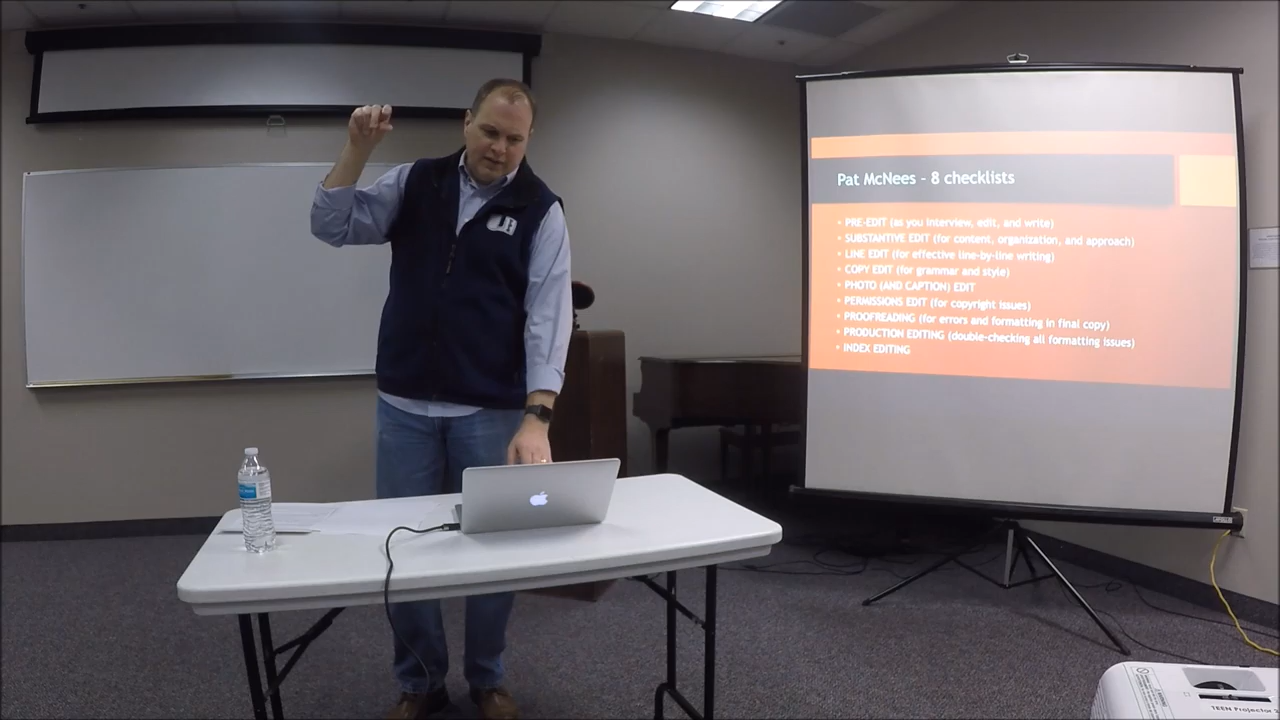 Pat McNees - 8 checklists
• PRE-EDIT (as you interview, edit, and write)
• SUBSTANTIVE EDIT (for content, organization, and approach)
• LINE EDIT (for effective line-by-line writing)
• COPY EDIT (for grammar and style)
• PHOTO (AND CAPTION) EDIT
• PERMISSIONS EDIT (for copyright issues)
• PROOFREADING (for errors and formatting in final copy)
• PRODUCTION EDITING (double-checking all formatting issues)
• INDEX EDITING
TEEN Projector